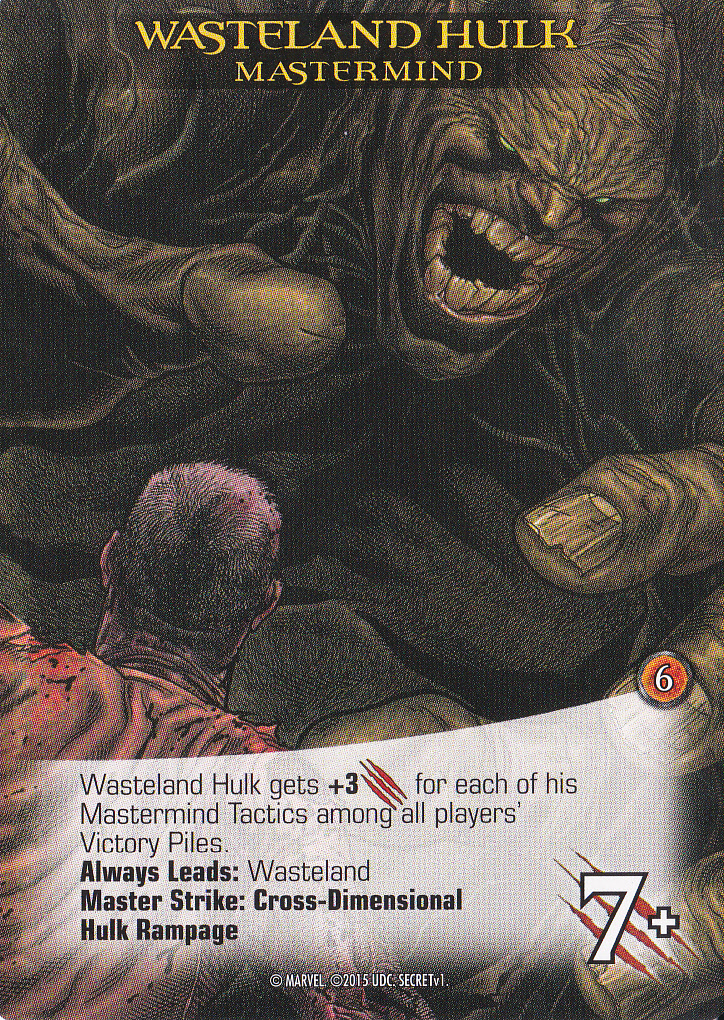 WASTELAND HULK
MASTERMIND
6
Wasteland Hulk gets +3 for each of his
Mastermind Tactics among all players'
Victory Piles.
Always Leads: Wasteland
Master Strike: Cross-Dimensional
Hulk Rampage
7+
© MARVEL. ©2015 UDC. SECRETv1.